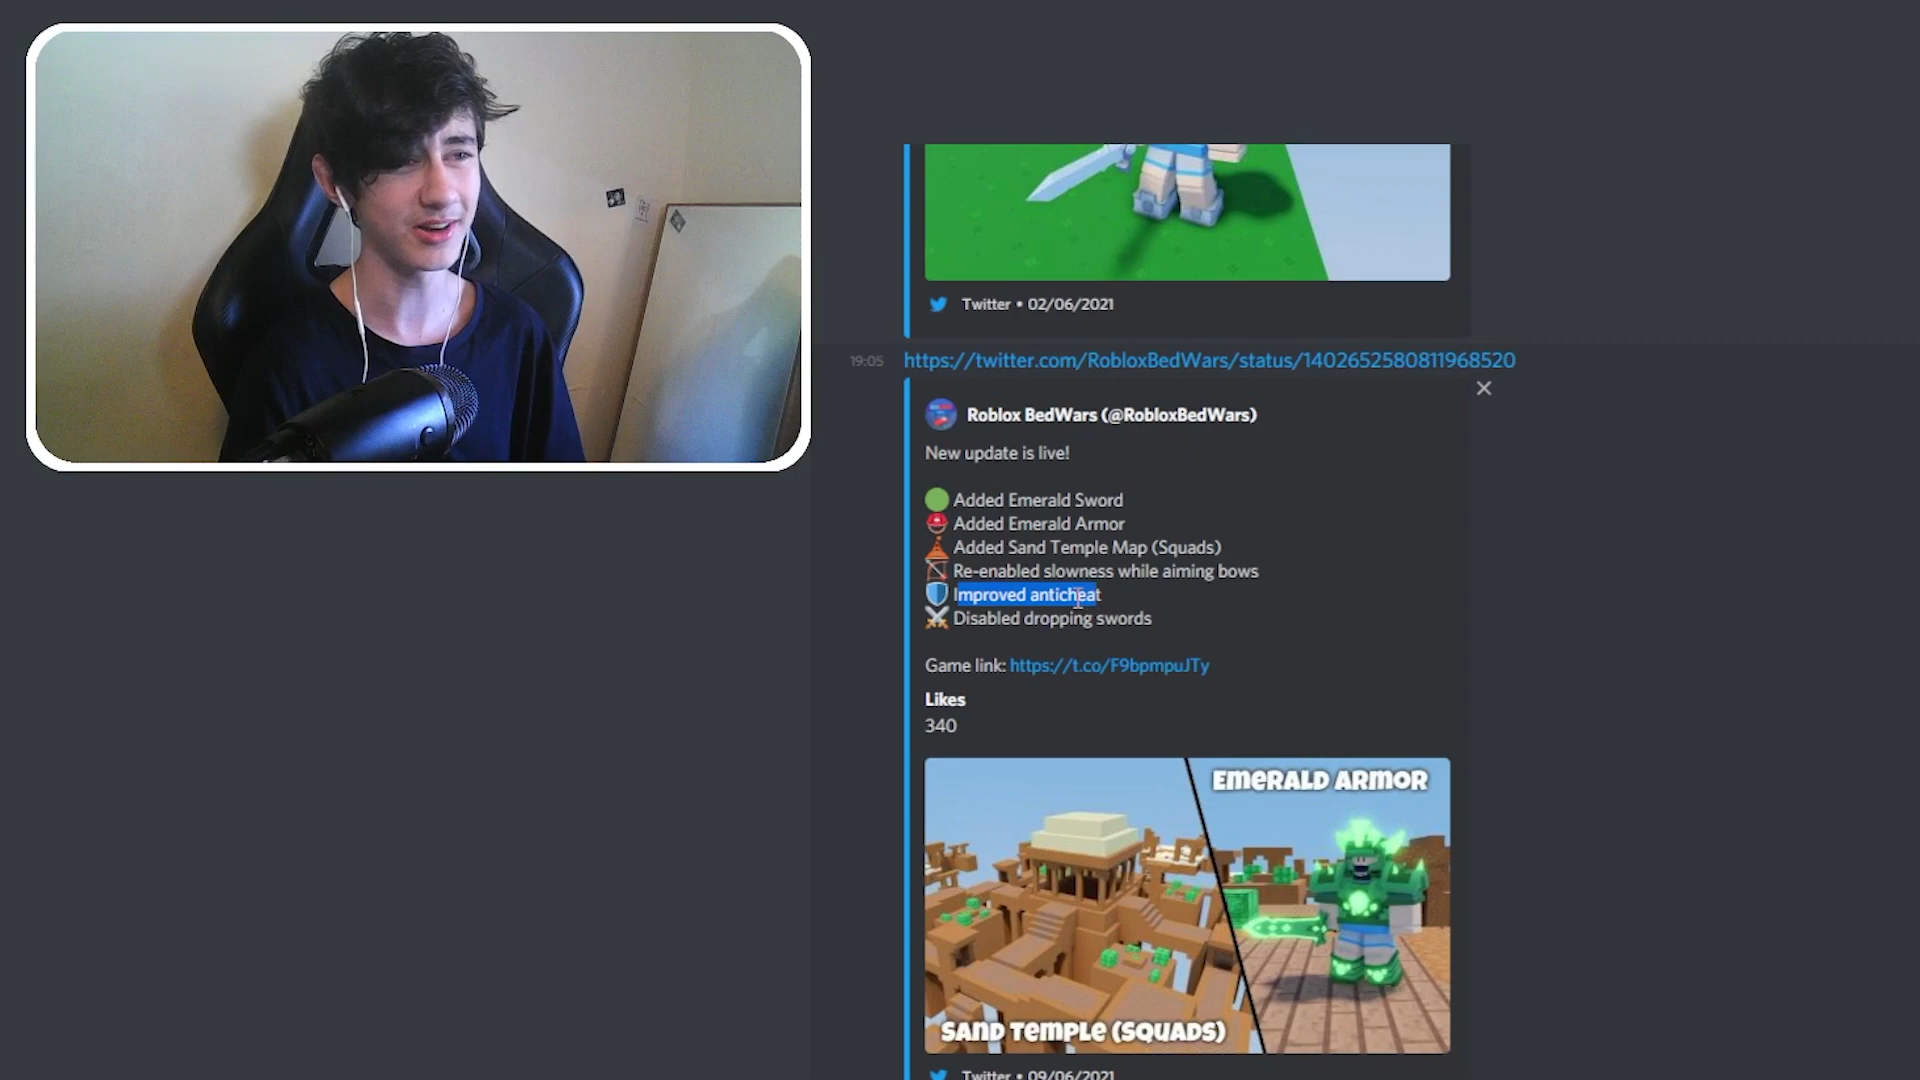 Twitter • 02/06/2021
19:05
https://twitter.com/RobloxBedWars/status/1402652580811968520
Roblox BedWars (@RobloxBedWars)
New update is live!
Added Emerald Sword
Added Emerald Armor
Added Sand Temple Map (Squads)
Re-enabled slowness while aiming bows
Improved anticheat
Disabled dropping swords
Game link: https://t.co/F9bpmpuJTy
Likes
340
EMERALD ARMOR
SAND TEMPLE (SQUADS)
Twitter • 09/06/2021